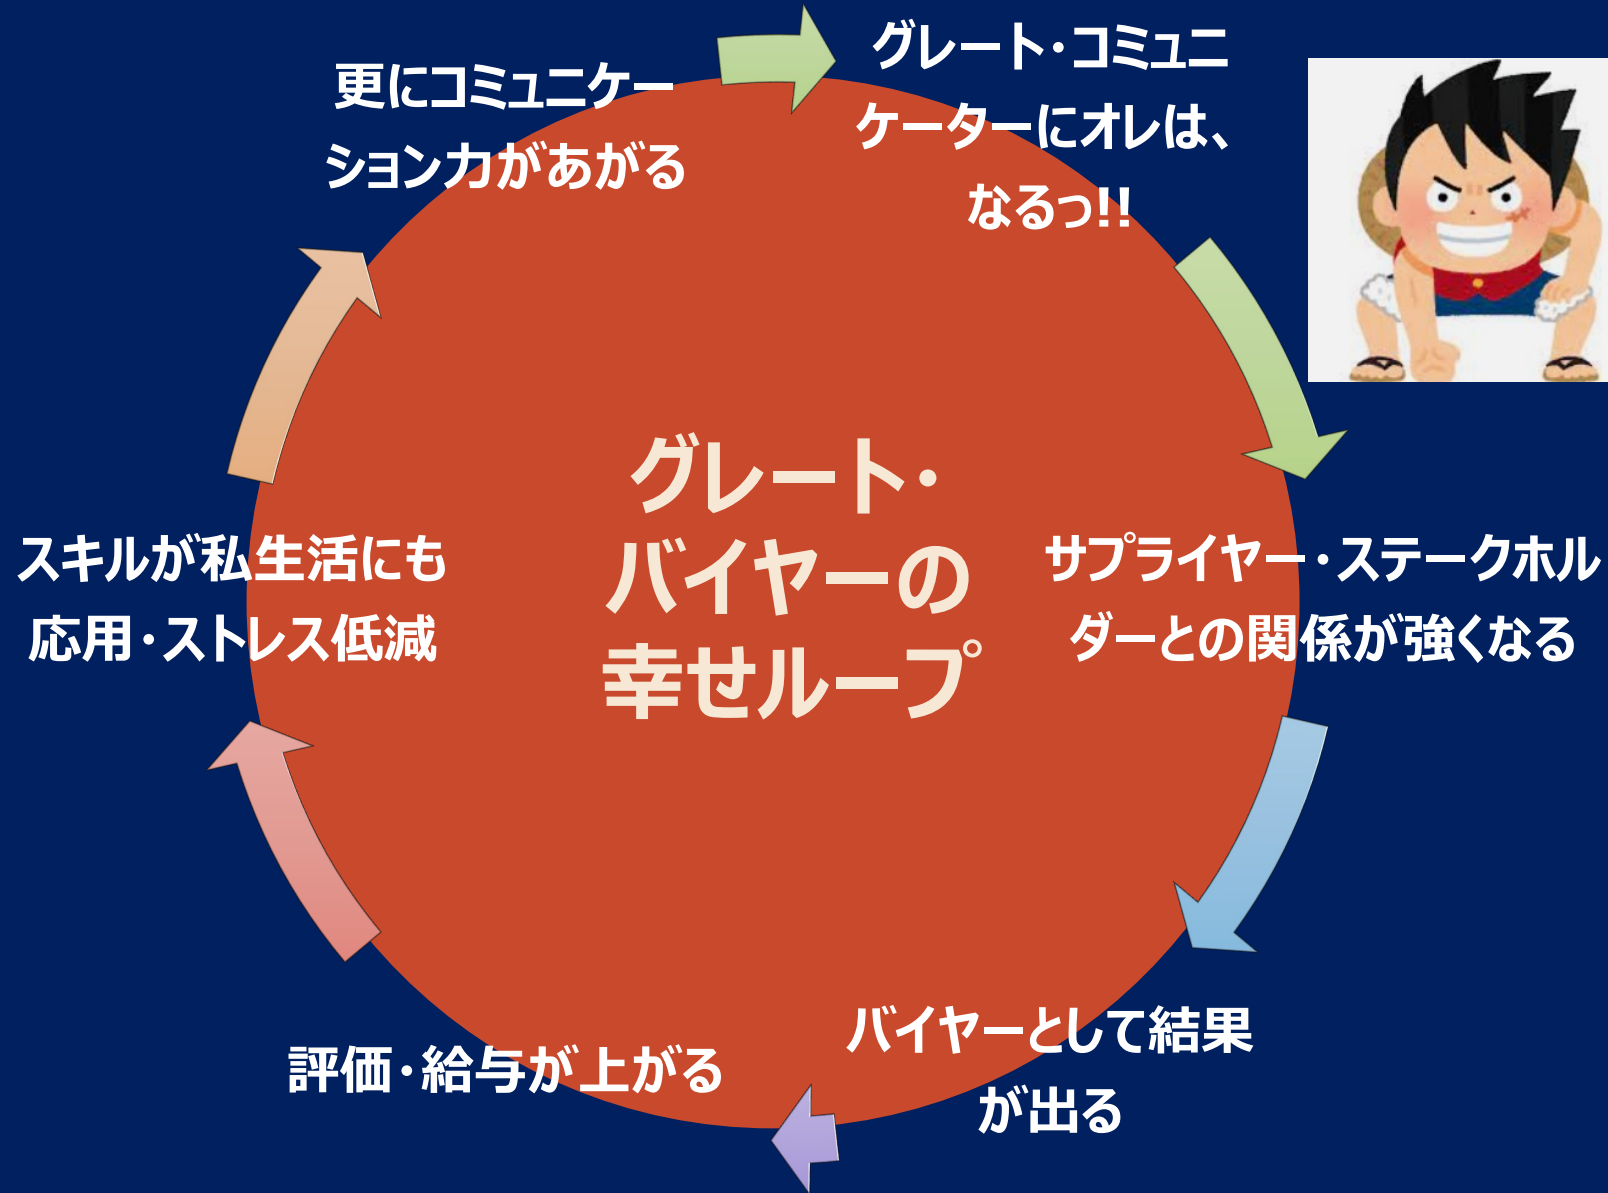 グレート・コミュニ
ケーターにオレは、
なるっ!!
サプライヤー・ステークホル
ダーとの関係が強くなる
バイヤーとして結果
が出る
評価・給与が上がる
スキルが私生活にも
応用・ストレス低減
更にコミュニケー
ション力があがる
グレート・
バイヤーの
幸せループ